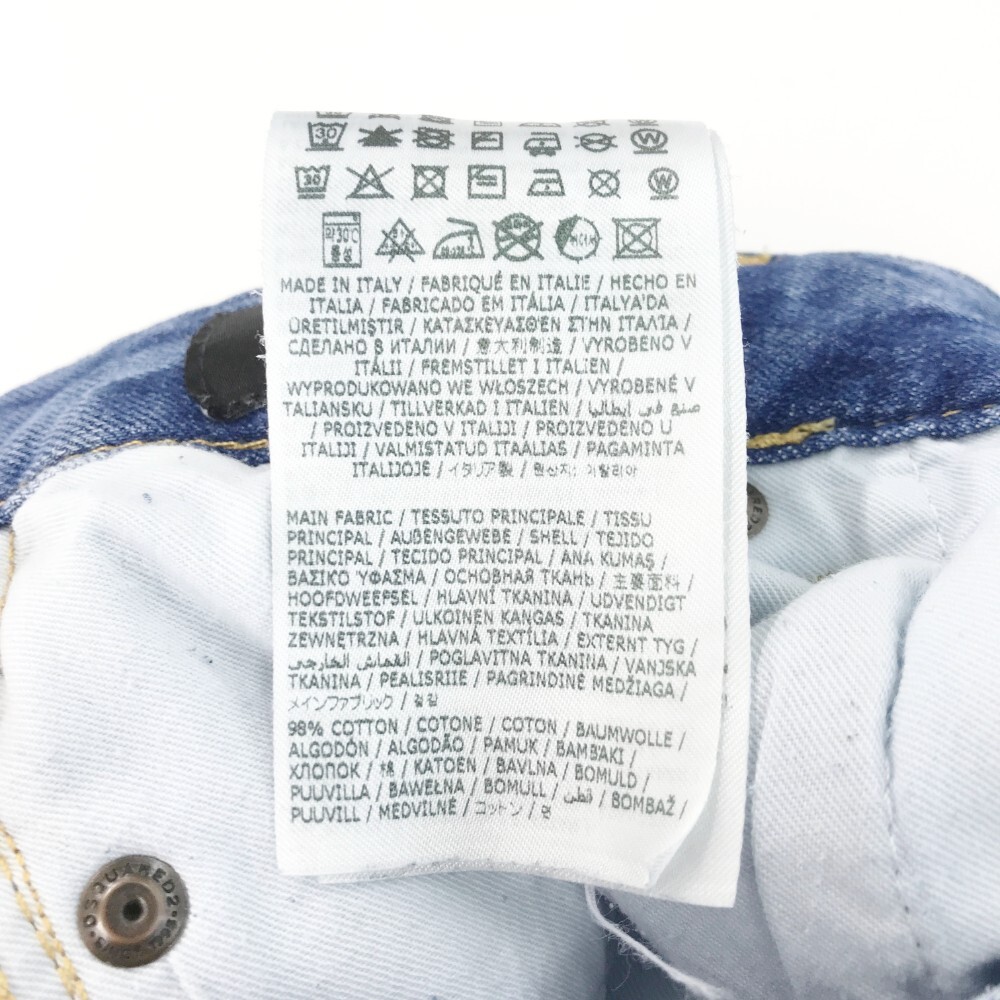 30
30
약30℃
중성
MADE IN ITALY / FABRIQUÉ EN ITALIE / HECHO EN
ITALIA / FABRICADO EM ITÁLIA / ITALYA'DA
ÜRETILMIŞTIR / ΚΑΤΑΣΚΕΥΑΣΘΕΝ ΣΤΗΝ ΙΤΑΛΙΑ /
СДЕЛАНО В ИТАЛИИ / 意大利制造 / VYROBENO V
ITÁLII / FREMSTILLET I ITALIEN /
WYPRODUKOWANO WE WŁOSZECH / VYROBENÉ V
TALIANSKU / TILLVERKAD I ITALIEN / صنع في إيطاليا
/ PROIZVEDENO V ITALIJI / PROIZVEDENO U
ITALIJI / VALMISTATUD ITAALIAS / PAGAMINTA
ITALIJOJE / イタリア製 / 원산지: 이탈리아
MAIN FABRIC / TESSUTO PRINCIPALE / TISSU
PRINCIPAL / AUßENGEWEBE / SHELL / TEJIDO
PRINCIPAL / TECIDO PRINCIPAL / ANA KUMAŞ /
ΒΑΣΙΚΟ ΥΦΑΣΜΑ / ОСНОВНАЯ ТКАНЬ / 主要面料 /
HOOFDWEEFSEL / HLAVNÍ TKANINA / UDVENDIGT
TEKSTILSTOF / ULKOINEN KANGAS / TKANINA
ZEWNĘTRZNA / HLAVNÁ TEXTÍLIA / EXTERNT TYG /
القماش الخارجي / POGLAVITNA TKANINA / VANJSKA
TKANINA / PEALISRIIE / PAGRINDINĖ MEDŽIAGA /
メインファブリック / 겉감
98% COTTON / COTONE / COTON / BAUMWOLLE /
ALGODÓN / ALGODÃO / PAMUK / ΒΑΜΒΑΚΙ /
ХЛОПОК / 棉 / KATOEN / BAVLNA / BOMULD /
PUUVILLA / BAWEŁNA / BOMULL / قطن / BOMBAŽ /
PUUVILL / MEDVILNĖ / コットン / 면
DSQUARED2